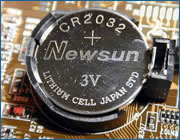 CR2032
+
Newsun
3V
LITHIUM CELL JAPAN STD